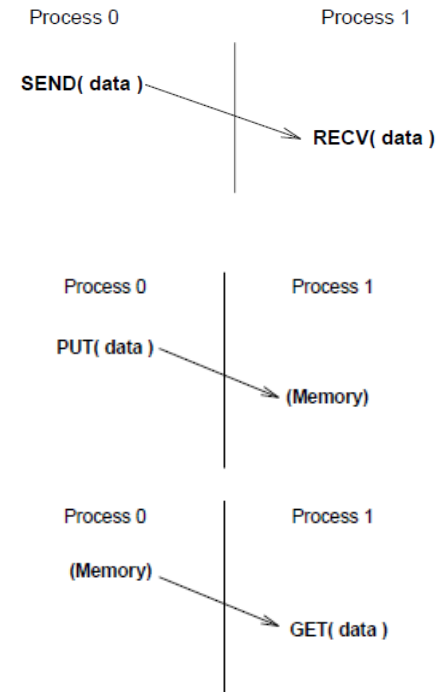 Process 0 Process 1
SEND( data )
RECV( data )
Process 0 Process 1
PUT( data )
(Memory)
Process 0 Process 1
(Memory)
GET( data )